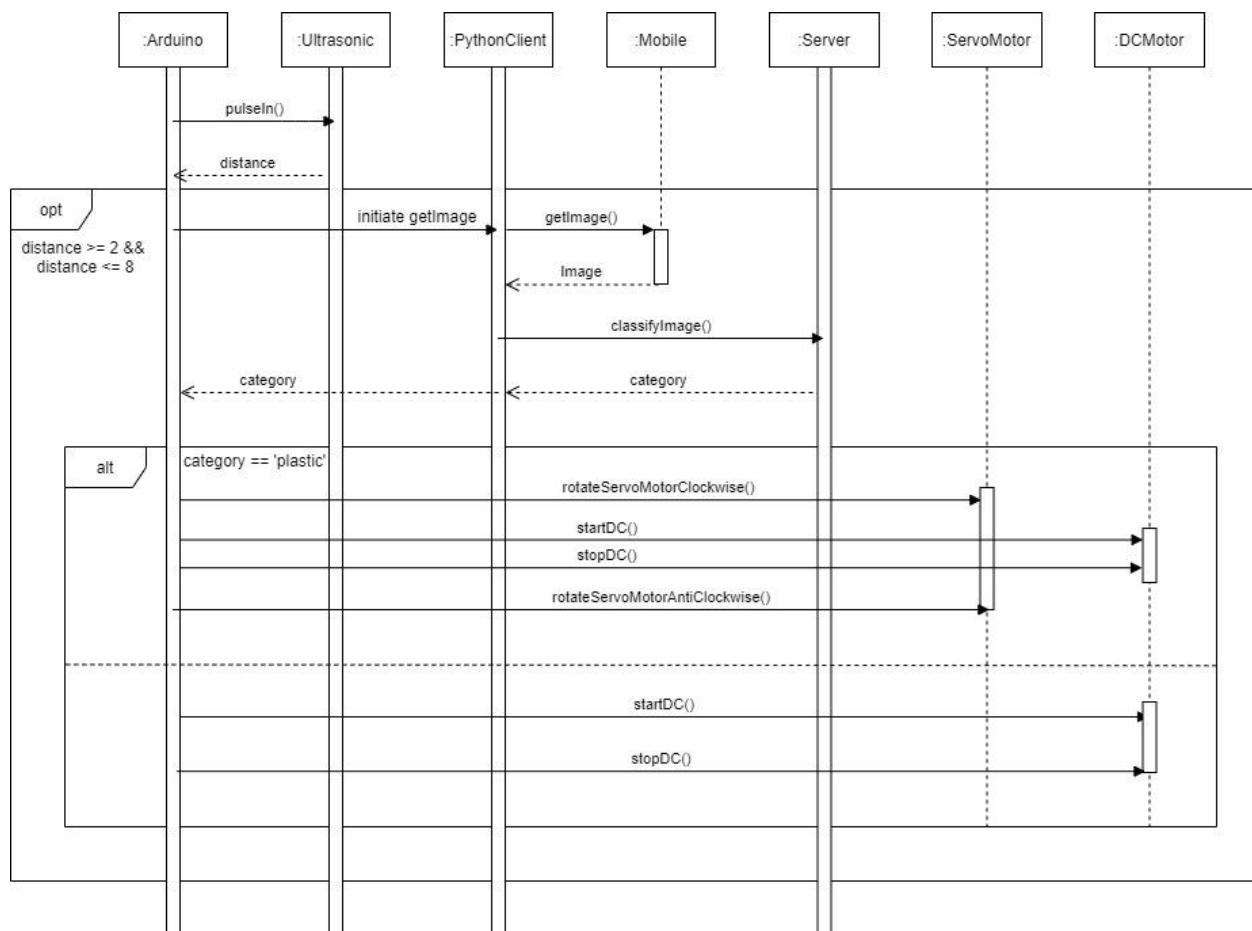 :Arduino
:Ultrasonic
:PythonClient
:Mobile
:Server
:ServoMotor
:DCMotor
pulseIn()
distance
opt
distance >= 2 &&
distance <= 8
initiate getImage
getImage()
Image
classifyImage()
category
category
alt
category == 'plastic'
rotateServoMotorClockwise()
startDC()
stopDC()
rotateServoMotorAntiClockwise()
startDC()
stopDC()